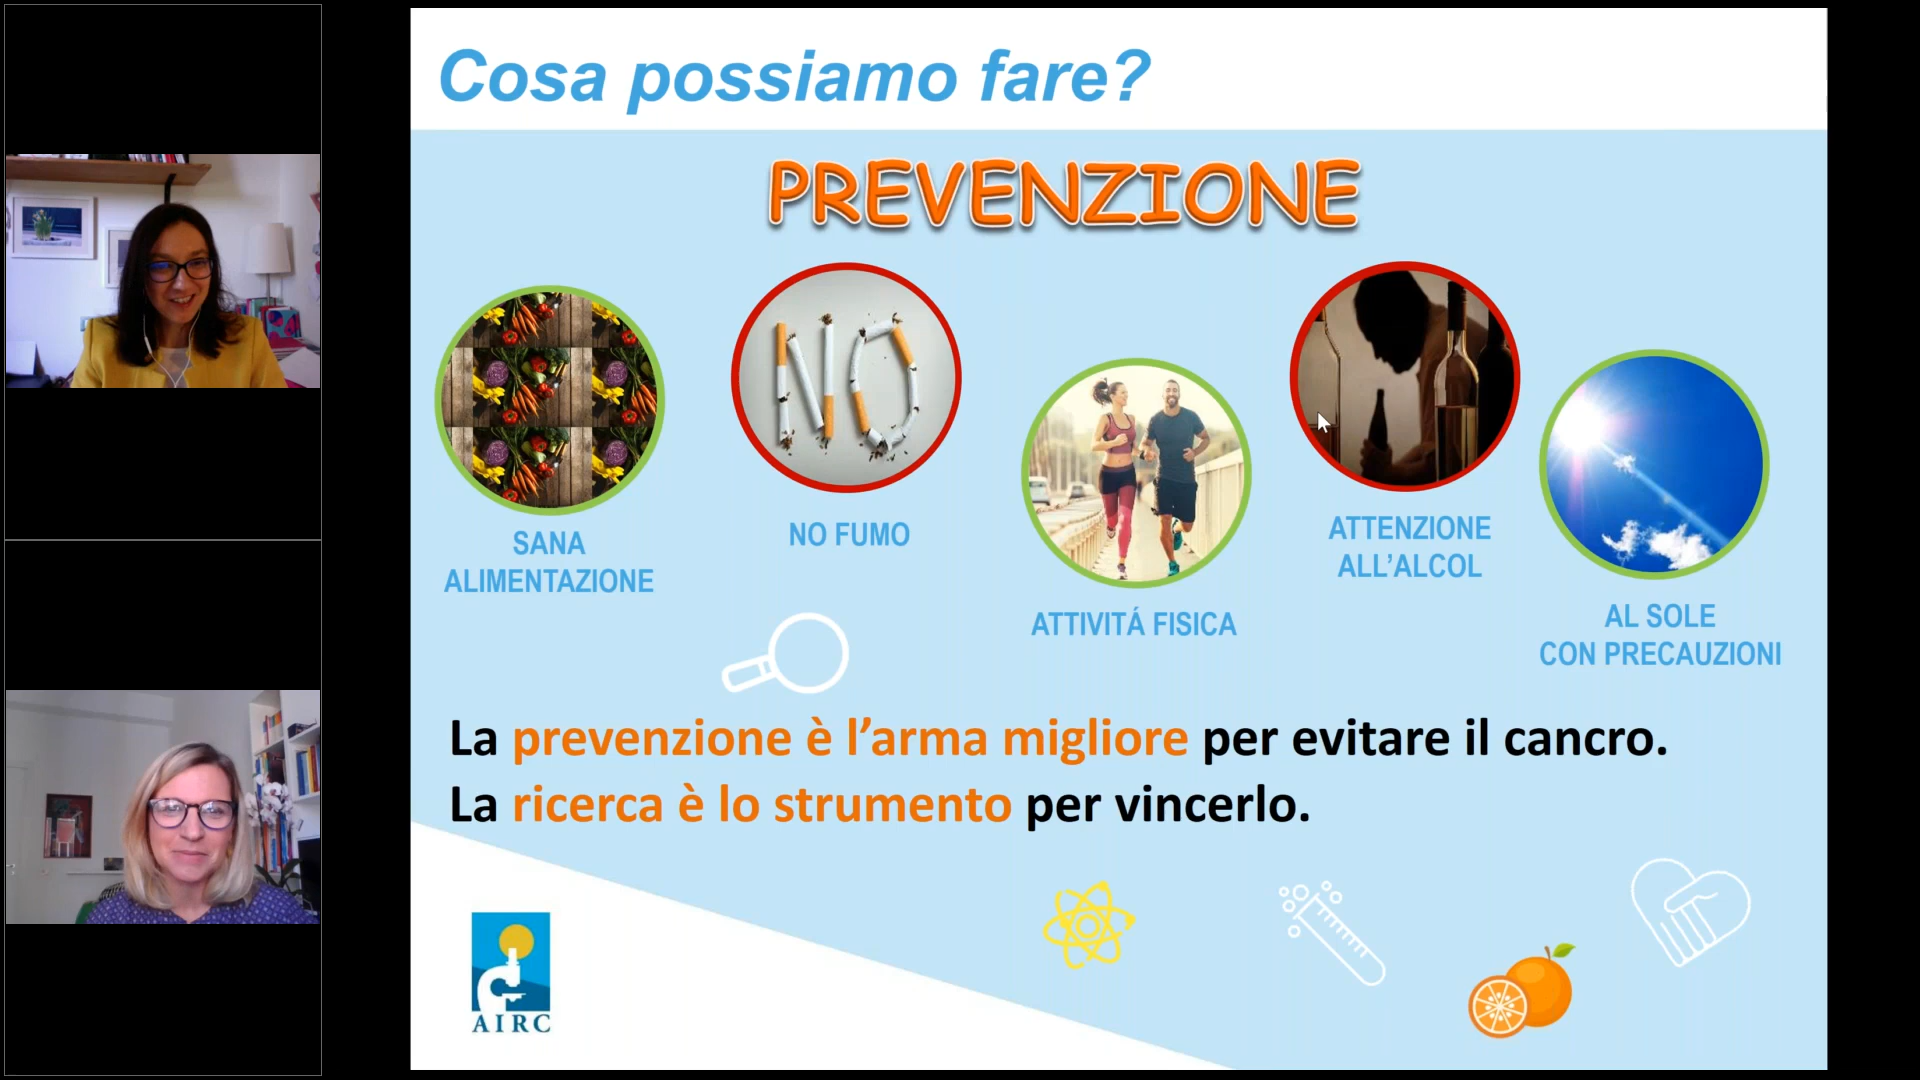 Cosa possiamo fare?
PREVENZIONE
SANA
ALIMENTAZIONE
NO FUMO
ATTIVITÁ FISICA
ATTENZIONE
ALL’ALCOL
AL SOLE
CON PRECAUZIONI
La prevenzione è l’arma migliore per evitare il cancro.
La ricerca è lo strumento per vincerlo.
AIRC